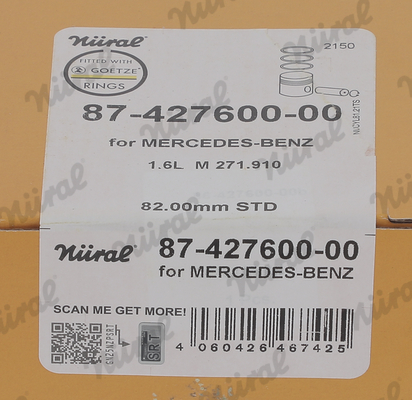 nüral
FITTED WITH
GOETZE
RINGS
2150
87-427600-00
for MERCEDES-BENZ
1.6L M 271.910
82.00mm STD
nüral
87-427600-00
for MERCEDES-BENZ
SCAN ME GET MORE!
SRT
4 060426 467425